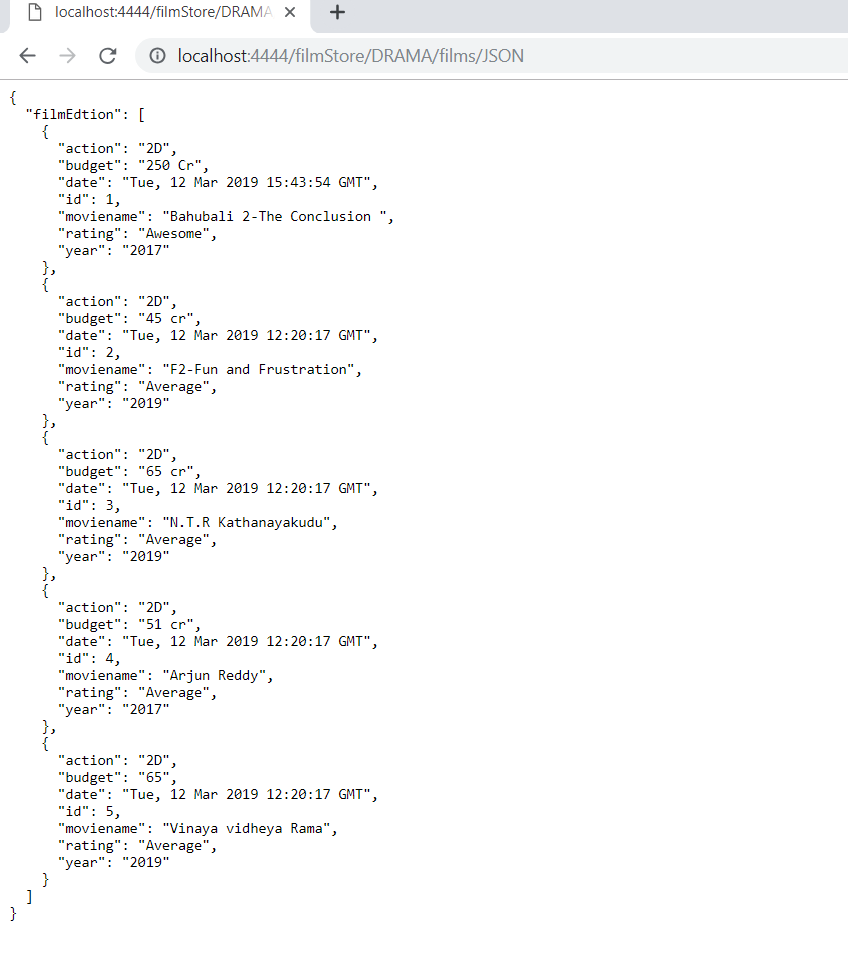 localhost:4444/filmStore/DRAMA
localhost:4444/filmStore/DRAMA/films/JSON
{
  "filmEdtion": [
    {
      "action": "2D",
      "budget": "250 Cr",
      "date": "Tue, 12 Mar 2019 15:43:54 GMT",
      "id": 1,
      "moviename": "Bahubali 2-The Conclusion ",
      "rating": "Awesome",
      "year": "2017"
    },
    {
      "action": "2D",
      "budget": "45 cr",
      "date": "Tue, 12 Mar 2019 12:20:17 GMT",
      "id": 2,
      "moviename": "F2-Fun and Frustration",
      "rating": "Average",
      "year": "2019"
    },
    {
      "action": "2D",
      "budget": "65 cr",
      "date": "Tue, 12 Mar 2019 12:20:17 GMT",
      "id": 3,
      "moviename": "N.T.R Kathanayakudu",
      "rating": "Average",
      "year": "2019"
    },
    {
      "action": "2D",
      "budget": "51 cr",
      "date": "Tue, 12 Mar 2019 12:20:17 GMT",
      "id": 4,
      "moviename": "Arjun Reddy",
      "rating": "Average",
      "year": "2017"
    },
    {
      "action": "2D",
      "budget": "65",
      "date": "Tue, 12 Mar 2019 12:20:17 GMT",
      "id": 5,
      "moviename": "Vinaya vidheya Rama",
      "rating": "Average",
      "year": "2019"
    }
  ]
}